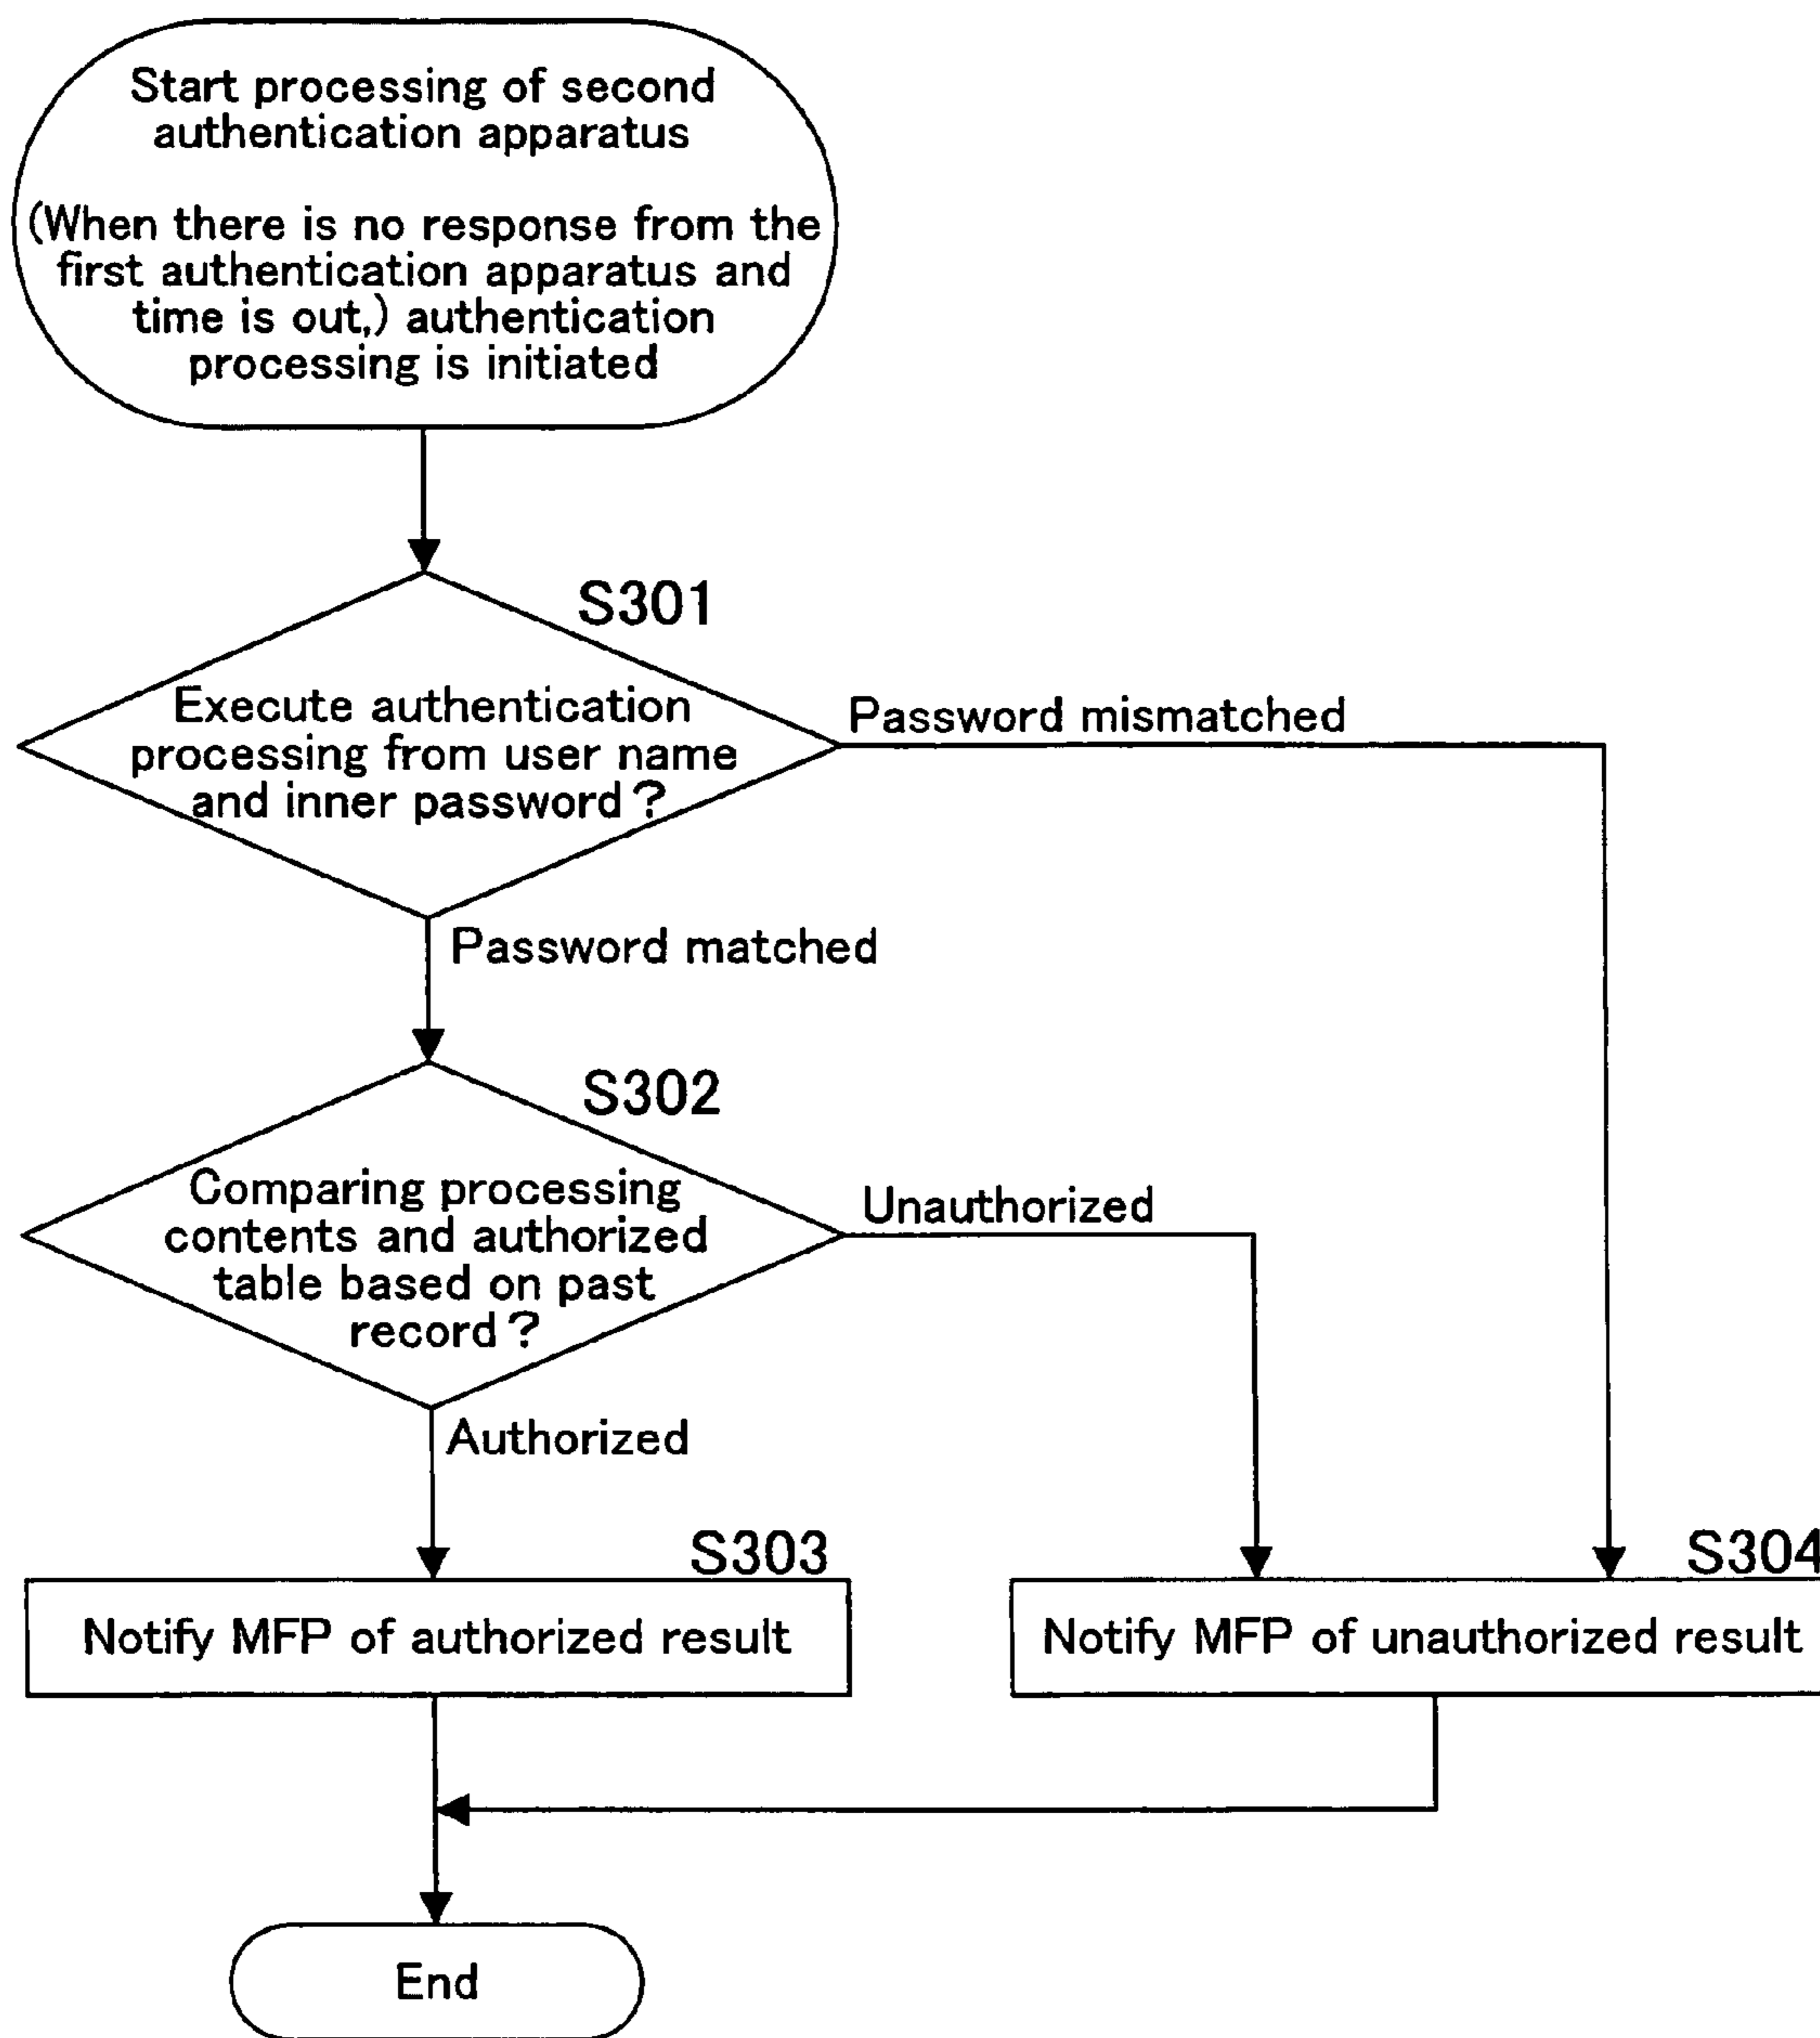 Start processing of second
authentication apparatus
(When there is no response from the
first authentication apparatus and
time is out,) authentication
processing is initiated
S301
Execute authentication
processing from user name
and inner password?
Password mismatched
Password matched
S302
Comparing processing
contents and authorized
table based on past
record?
Unauthorized
Authorized
S303
Notify MFP of authorized result
S304
Notify MFP of unauthorized result
End